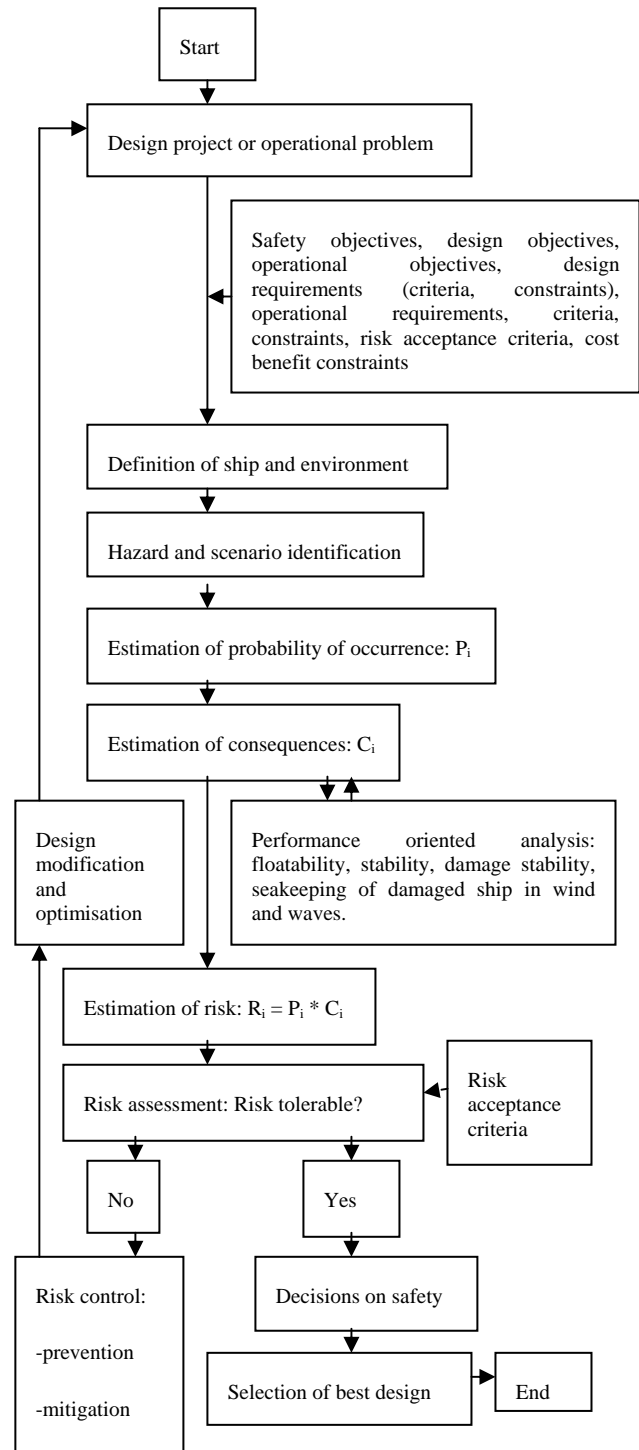 Start
Design project or operational problem
Safety objectives, design objectives,
operational objectives, design
requirements (criteria, constraints),
operational requirements, criteria,
constraints, risk acceptance criteria, cost
benefit constraints
Definition of ship and environment
Hazard and scenario identification
Estimation of probability of occurrence: Pᵢ
Estimation of consequences: Cᵢ
Design
modification
and
optimisation
Performance oriented analysis:
floatability, stability, damage stability,
seakeeping of damaged ship in wind
and waves.
Estimation of risk: Rᵢ = Pᵢ * Cᵢ
Risk assessment: Risk tolerable?
Risk
acceptance
criteria
No
Yes
Risk control:
-prevention
-mitigation
Decisions on safety
Selection of best design
End